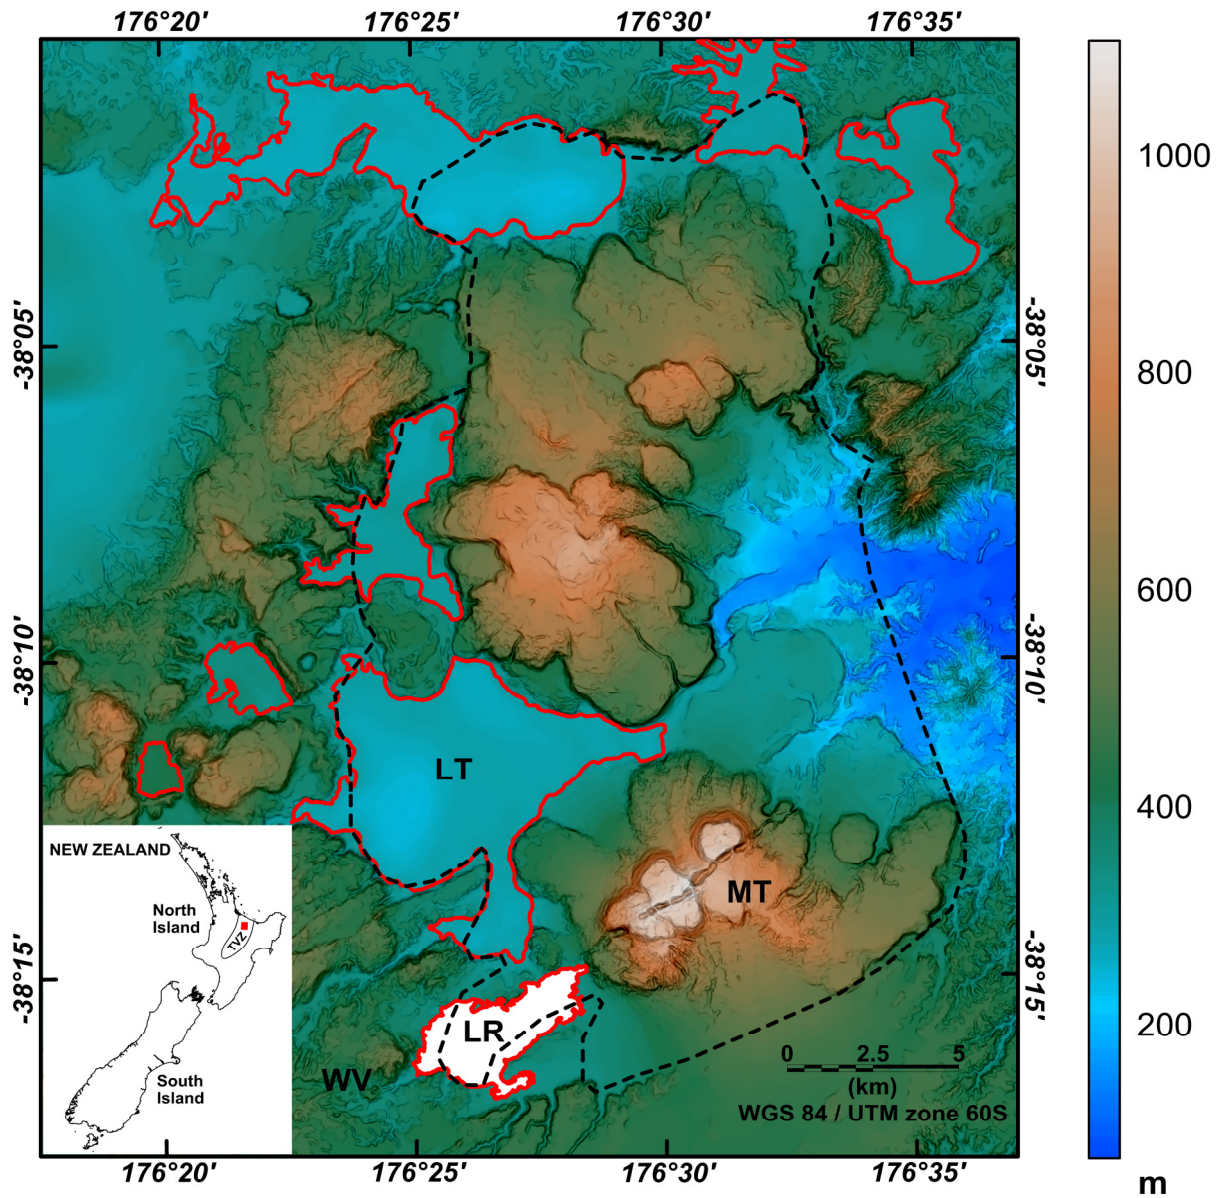 176°20' 176°25' 176°30' 176°35'
1000
800
600
400
200
m
-38°05'
-38°10'
-38°15'
-38°05'
-38°10'
-38°15'
LT
MT
LR
WV
NEW ZEALAND
North
Island
TVZ
South
Island
0 2.5 5
(km)
WGS 84 / UTM zone 60S
176°20' 176°25' 176°30' 176°35'